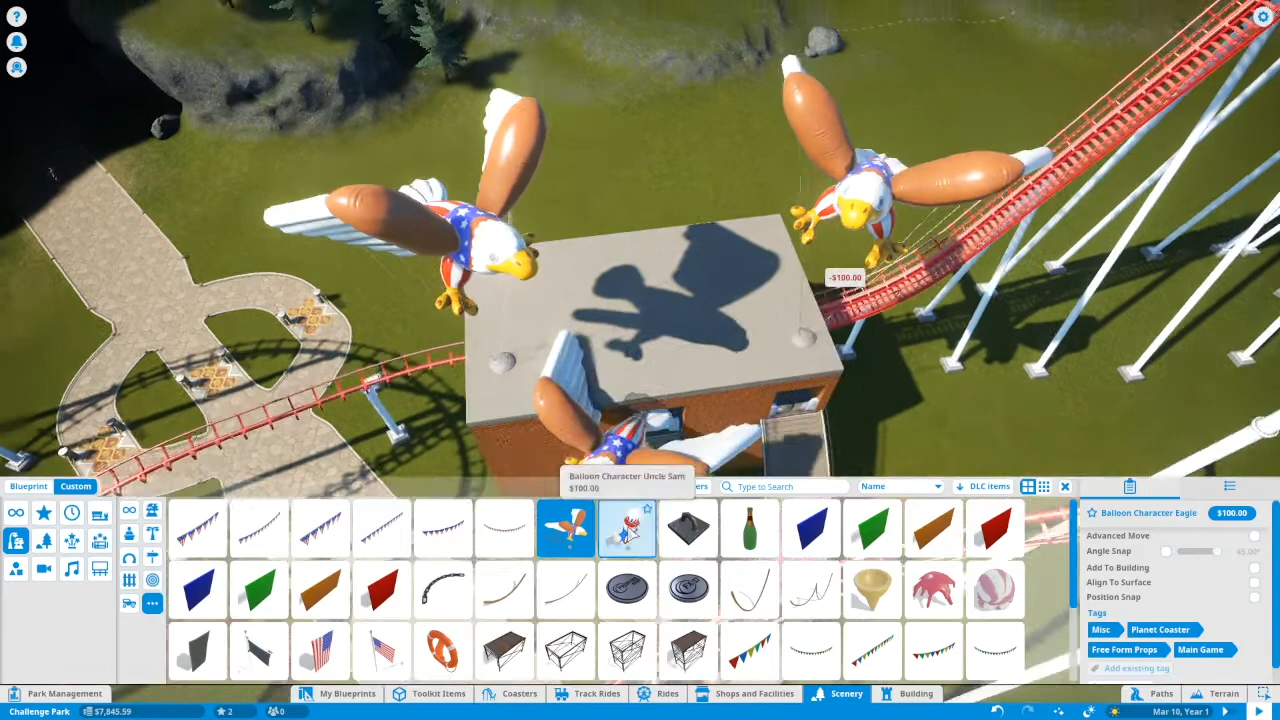 ?
-$100.00
Balloon Character Uncle Sam
$100.00
Blueprint
Custom
Type to Search
Name
DLC items
Balloon Character Eagle
$100.00
Advanced Move
Angle Snap
45.00°
Add To Building
Align To Surface
Position Snap
Tags
Misc
Planet Coaster
Free Form Props
Main Game
Add existing tag
Park Management
My Blueprints
Toolkit Items
Coasters
Track Rides
Rides
Shops and Facilities
Scenery
Building
Paths
Terrain
Challenge Park
$7,845.59
2
0
Mar 10, Year 1